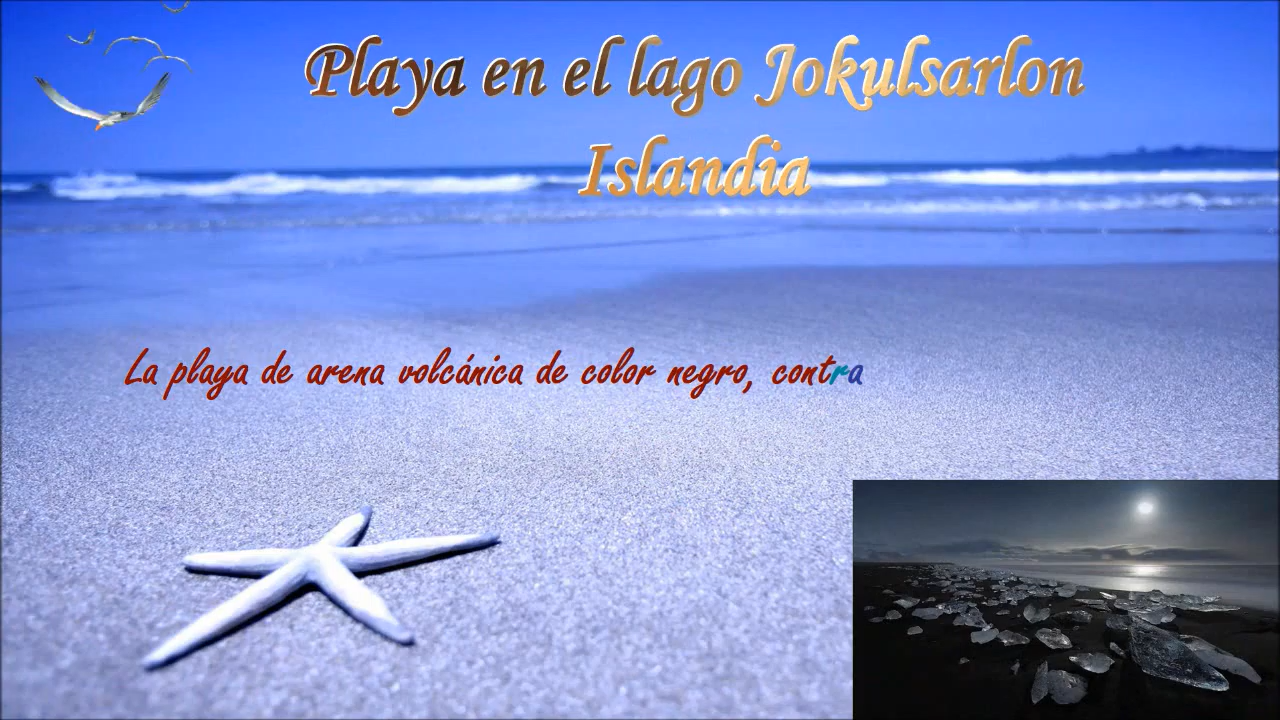 Playa en el lago Jokulsarlon
Islandia
La playa de arena volcánica de color negro, contra